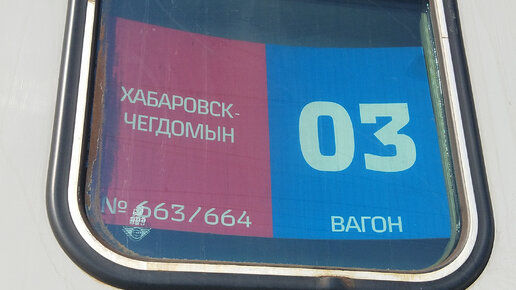 ХАБАРОВСК-
ЧЕГДОМЫН
№ 663/664
03
ВАГОН